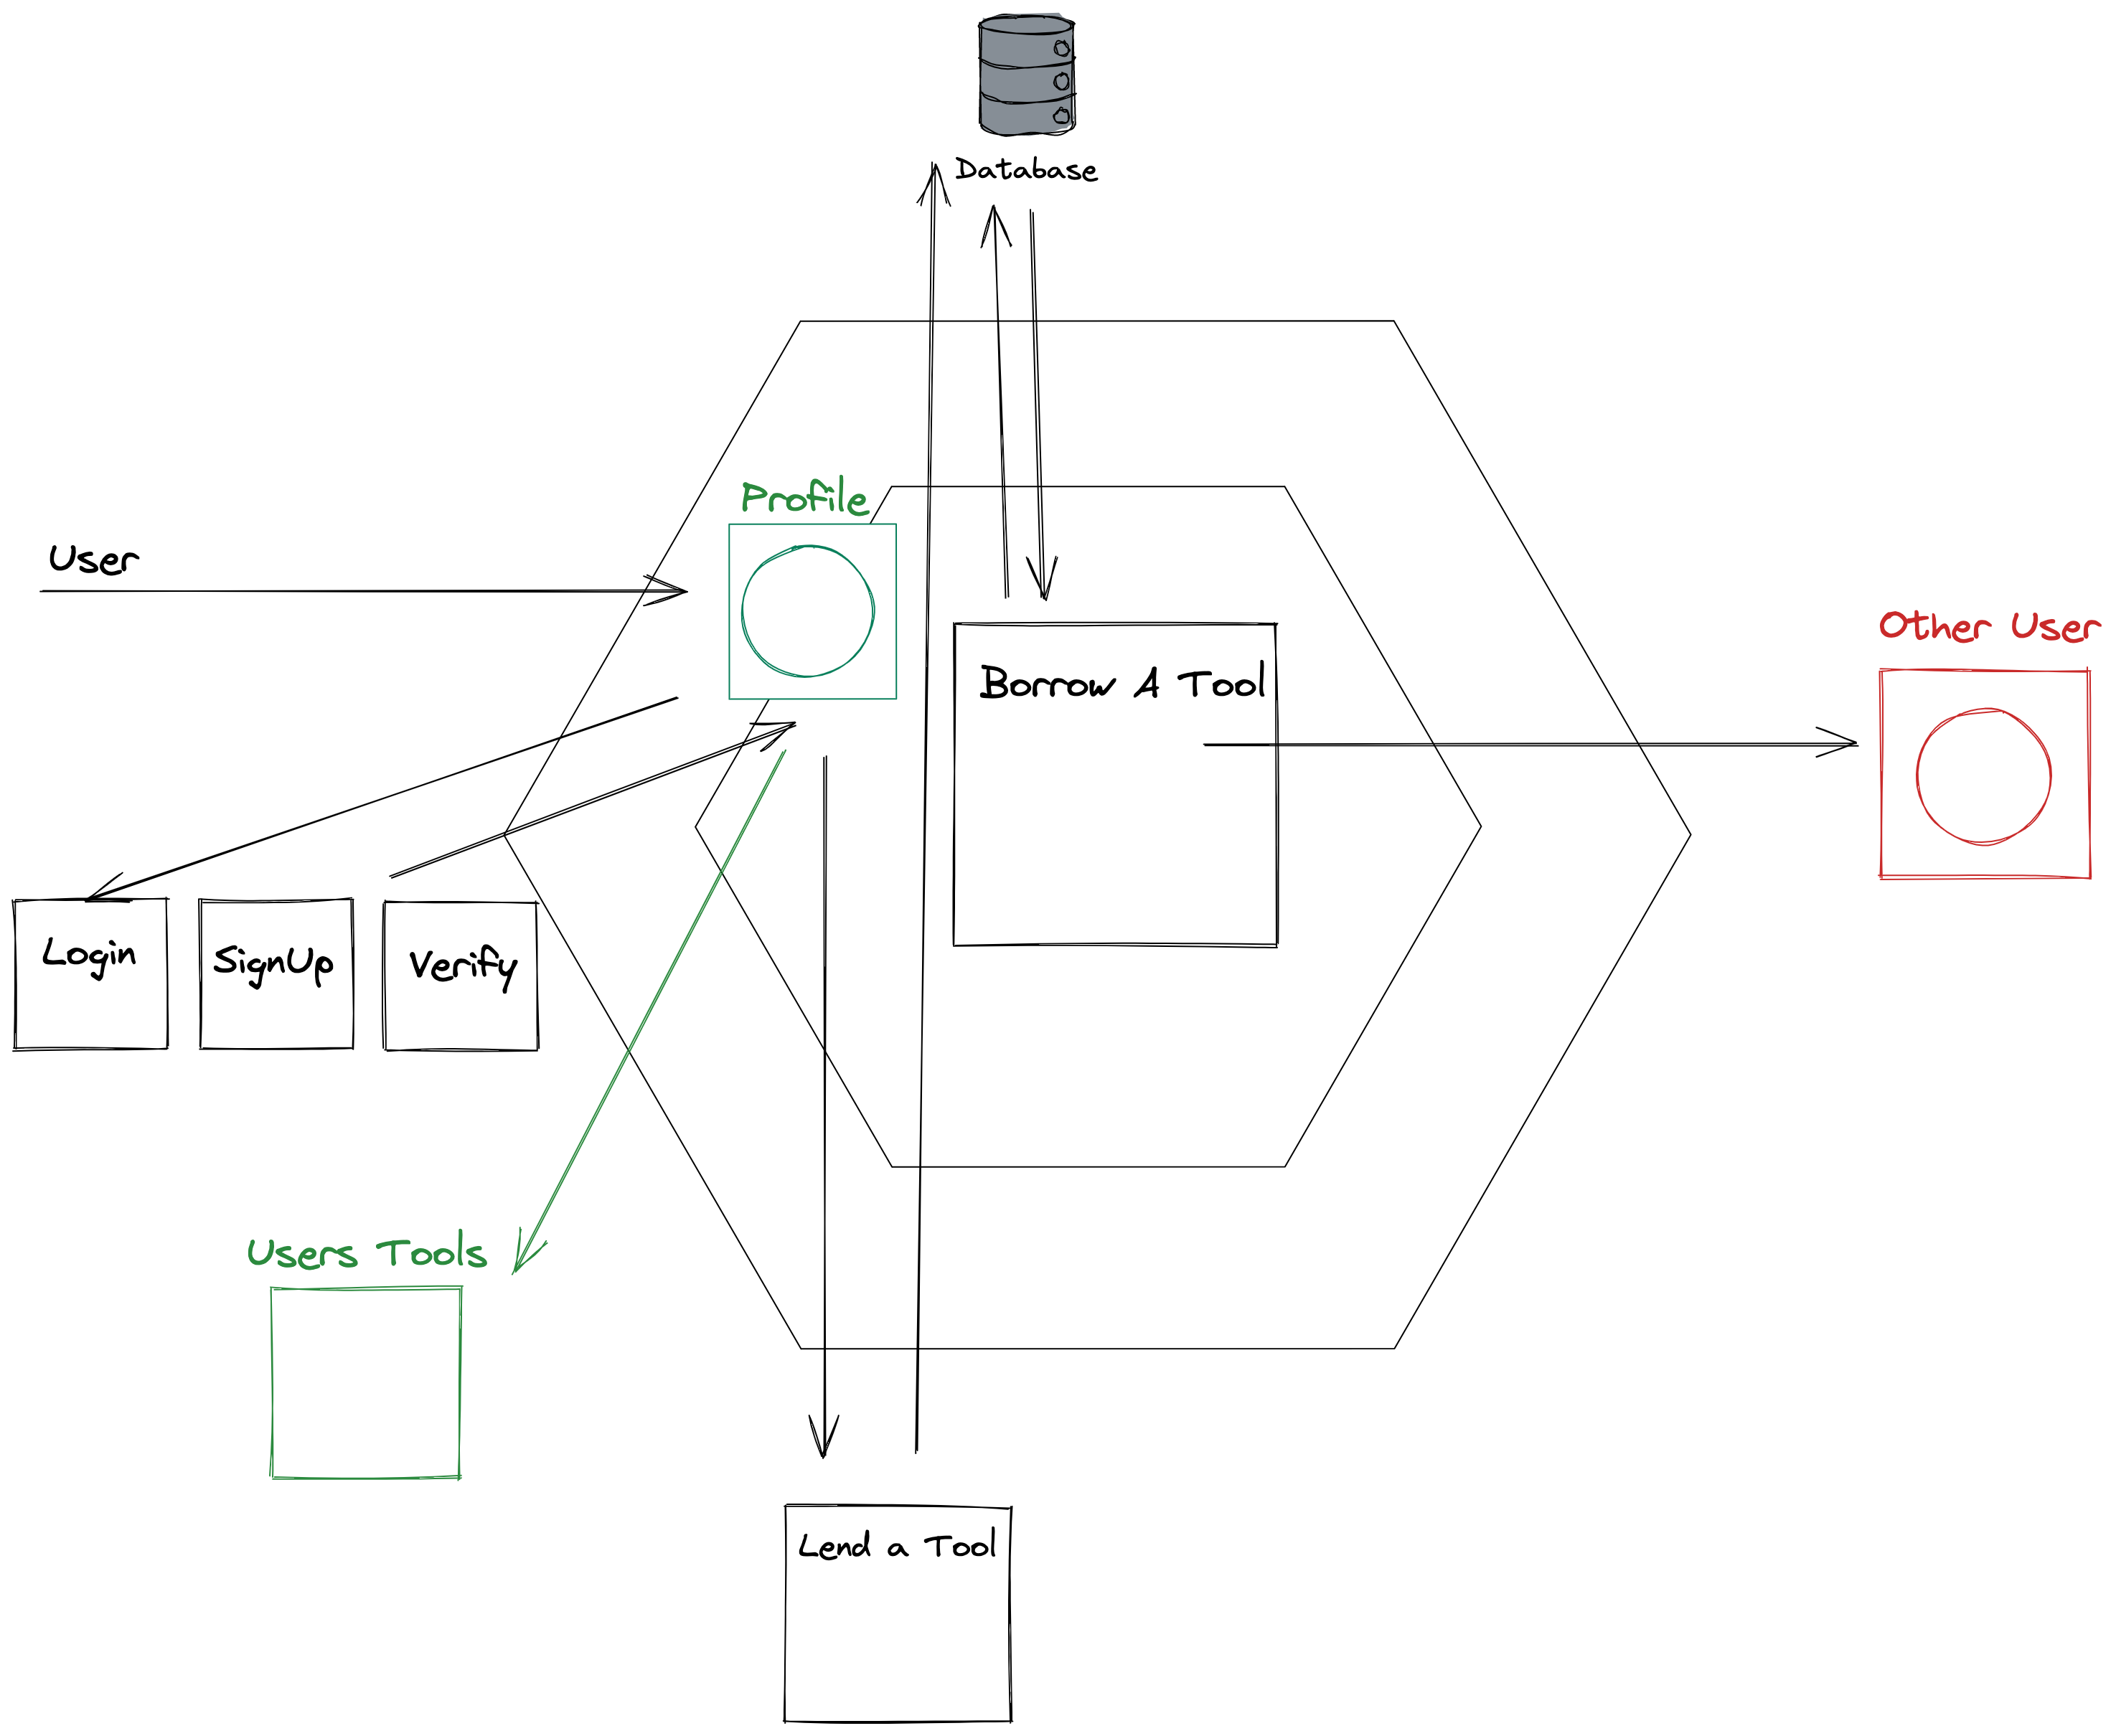 Database
Profile
User
Other User
Borrow A Tool
Login
SignUp
Verify
Users Tools
Lend a Tool